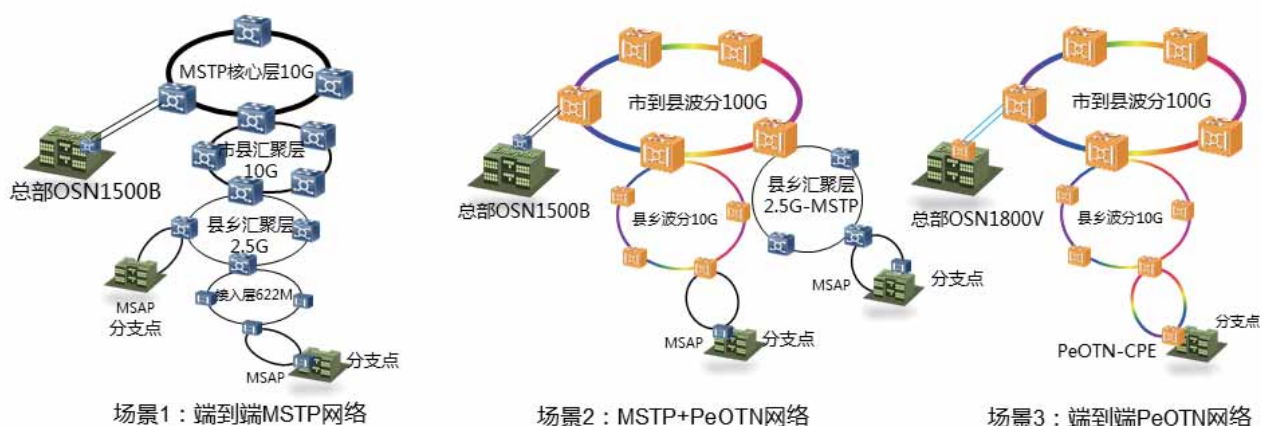 MSTP核心层10G
市县汇聚层
10G
总部OSN1500B
县乡汇聚层
2.5G
MSAP
分支点
接入层622M
MSAP
分支点
场景1：端到端MSTP网络
市到县波分100G
总部OSN1500B
县乡波分10G
县乡汇聚层
2.5G-MSTP
MSAP
分支点
MSAP
分支点
场景2：MSTP+PeOTN网络
市到县波分100G
总部OSN1800V
县乡波分10G
分支点
PeOTN-CPE
场景3：端到端PeOTN网络